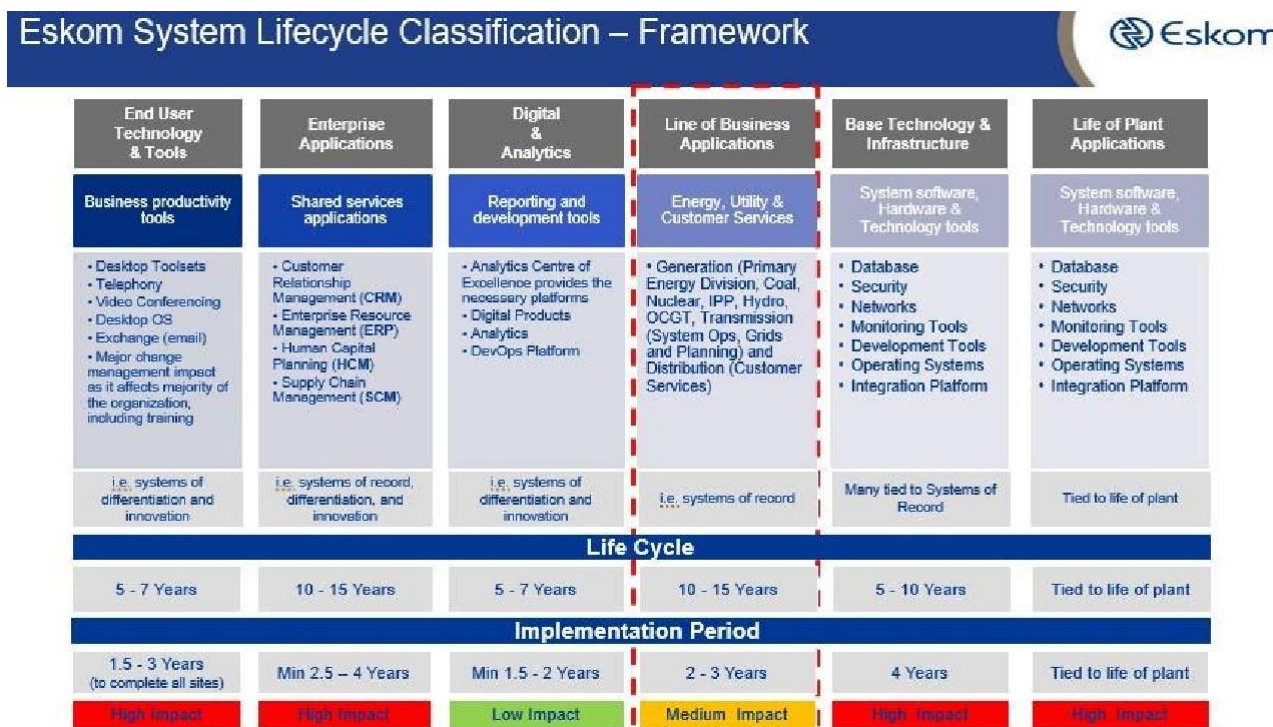 Eskom System Lifecycle Classification – Framework
Eskom
End User
Technology
& Tools
Business productivity
tools
• Desktop Toolsets
• Telephony
• Video Conferencing
• Desktop OS
• Exchange (email)
• Major change
management impact
as it affects majority of
the organization,
including training
i.e. systems of
differentiation and
innovation
Enterprise
Applications
Shared services
applications
• Customer
Relationship
Management (CRM)
• Enterprise Resource
Management (ERP)
• Human Capital
Planning (HCM)
• Supply Chain
Management (SCM)
i.e. systems of record,
differentiation, and
innovation
Digital
&
Analytics
Reporting and
development tools
• Analytics Centre of
Excellence provides the
necessary platforms
• Digital Products
• Analytics
• DevOps Platform
i.e. systems of
differentiation and
innovation
Line of Business
Applications
Energy, Utility &
Customer Services
• Generation (Primary
Energy Division, Coal,
Nuclear, IPP, Hydro,
OCGT, Transmission
(System Ops, Grids
and Planning) and
Distribution (Customer
Services)
i.e. systems of record
Base Technology &
Infrastructure
System software,
Hardware &
Technology tools
• Database
• Security
• Networks
• Monitoring Tools
• Development Tools
• Operating Systems
• Integration Platform
Many tied to Systems of
Record
Life of Plant
Applications
System software,
Hardware &
Technology tools
• Database
• Security
• Networks
• Monitoring Tools
• Development Tools
• Operating Systems
• Integration Platform
Tied to life of plant
Life Cycle
5 - 7 Years
10 - 15 Years
5 - 7 Years
10 - 15 Years
5 - 10 Years
Tied to life of plant
Implementation Period
1.5 - 3 Years
(to complete all sites)
Min 2.5 – 4 Years
Min 1.5 - 2 Years
2 - 3 Years
4 Years
Tied to life of plant
High Impact
High Impact
Low Impact
Medium Impact
High Impact
High Impact